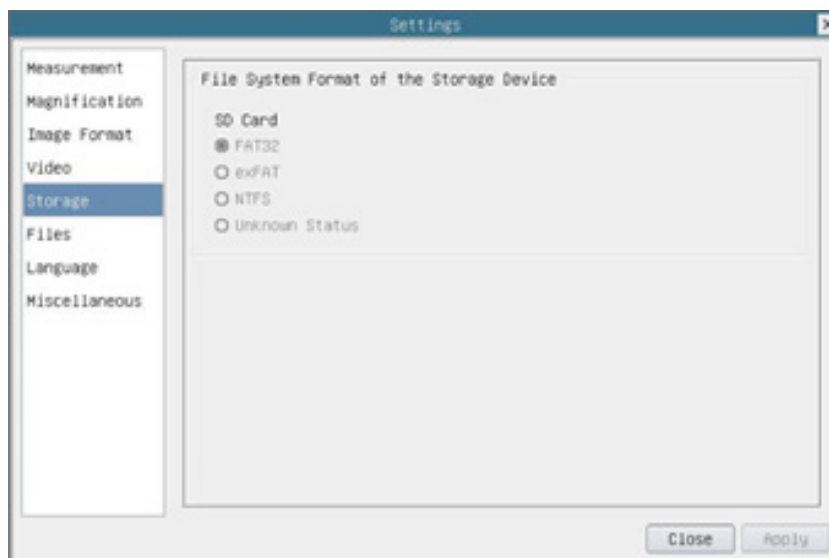 Settings
Measurement
Magnification
Image Format
Video
Storage
Files
Language
Miscellaneous
File System Format of the Storage Device
SD Card
FAT32
exFAT
NTFS
Unknown Status
Close
Apply